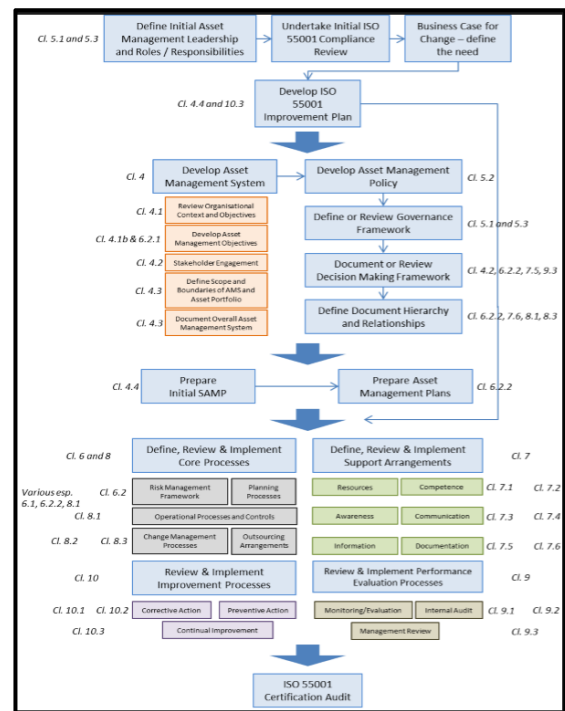 Cl. 5.1 and 5.3
Define Initial Asset
Management Leadership
and Roles / Responsibilities
Undertake Initial ISO
55001 Compliance
Review
Business Case for
Change – define
the need
Cl. 4.4 and 10.3
Develop ISO
55001
Improvement Plan
Cl. 4
Develop Asset
Management System
Develop Asset Management
Policy
Cl. 5.2
Cl. 4.1
Review Organisational
Context and Objectives
Define or Review Governance
Framework
Cl. 5.1 and 5.3
Cl. 4.1b & 6.2.1
Develop Asset
Management Objectives
Cl. 4.2
Stakeholder Engagement
Document or Review
Decision Making Framework
Cl. 4.2, 6.2.2, 7.5, 9.3
Cl. 4.3
Define Scope and
Boundaries of AMS and
Asset Portfolio
Define Document Hierarchy
and Relationships
Cl. 6.2.2, 7.6, 8.1, 8.3
Cl. 4.3
Document Overall Asset
Management System
Cl. 4.4
Prepare
Initial SAMP
Prepare Asset
Management Plans
Cl. 6.2.2
Cl. 6 and 8
Define, Review & Implement
Core Processes
Define, Review & Implement
Support Arrangements
Cl. 7
Various esp.
6.1, 6.2.2, 8.1
Cl. 6.2
Risk Management
Framework
Planning
Processes
Resources
Competence
Cl. 7.1
Cl. 7.2
Cl. 8.1
Operational Processes and Controls
Awareness
Communication
Cl. 7.3
Cl. 7.4
Cl. 8.2
Cl. 8.3
Change Management
Processes
Outsourcing
Arrangements
Information
Documentation
Cl. 7.5
Cl. 7.6
Cl. 10
Review & Implement
Improvement Processes
Review & Implement Performance
Evaluation Processes
Cl. 9
Cl. 10.1
Cl. 10.2
Corrective Action
Preventive Action
Monitoring/Evaluation
Internal Audit
Cl. 9.1
Cl. 9.2
Cl. 10.3
Continual Improvement
Management Review
Cl. 9.3
ISO 55001
Certification Audit